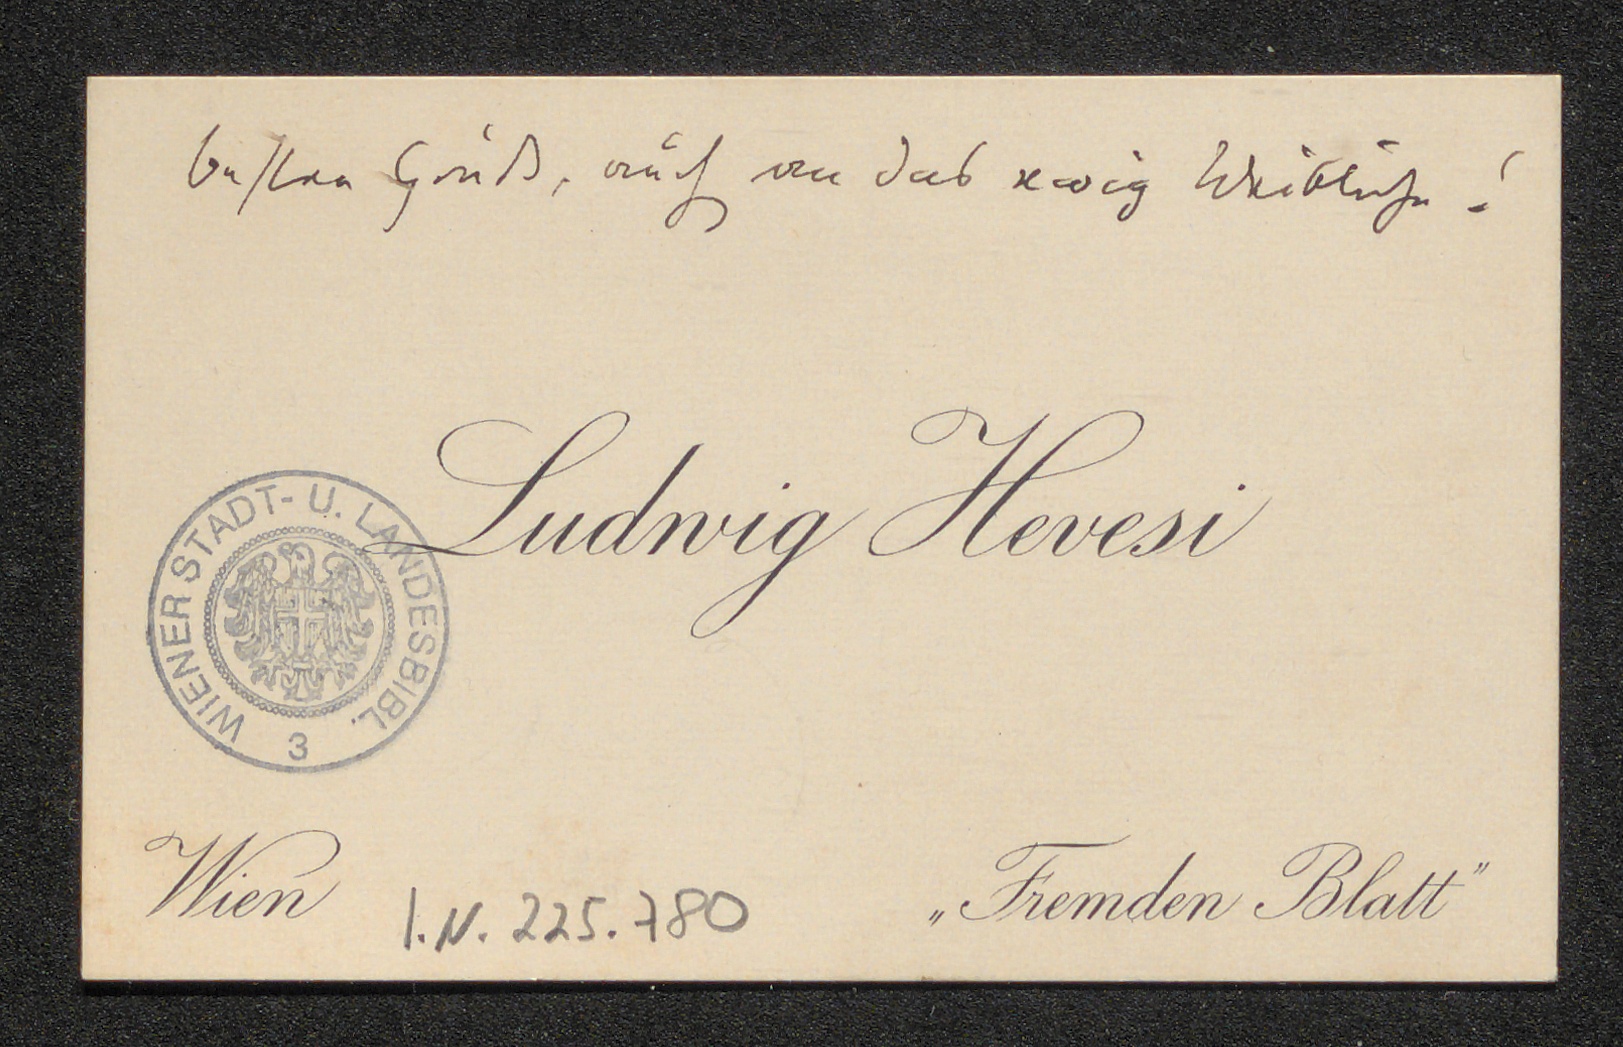 besten Gruß, auch an das ewig Weibliche!
Ludwig Hevesi
WIENER STADT- U. LANDESBIBL.
3
Wien
I.N. 225.780
„Fremden Blatt"